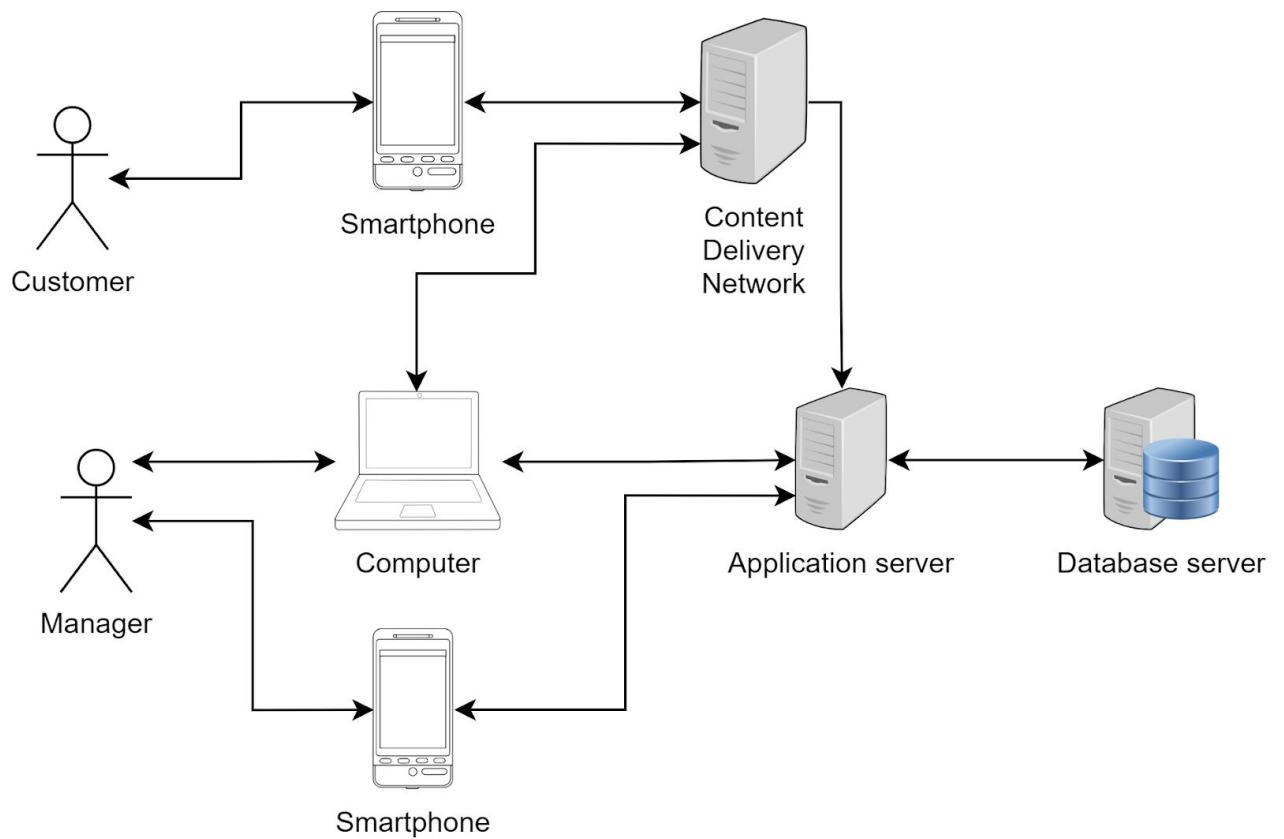 Smartphone
Content
Delivery
Network
Customer
Computer
Application server
Database server
Manager
Smartphone